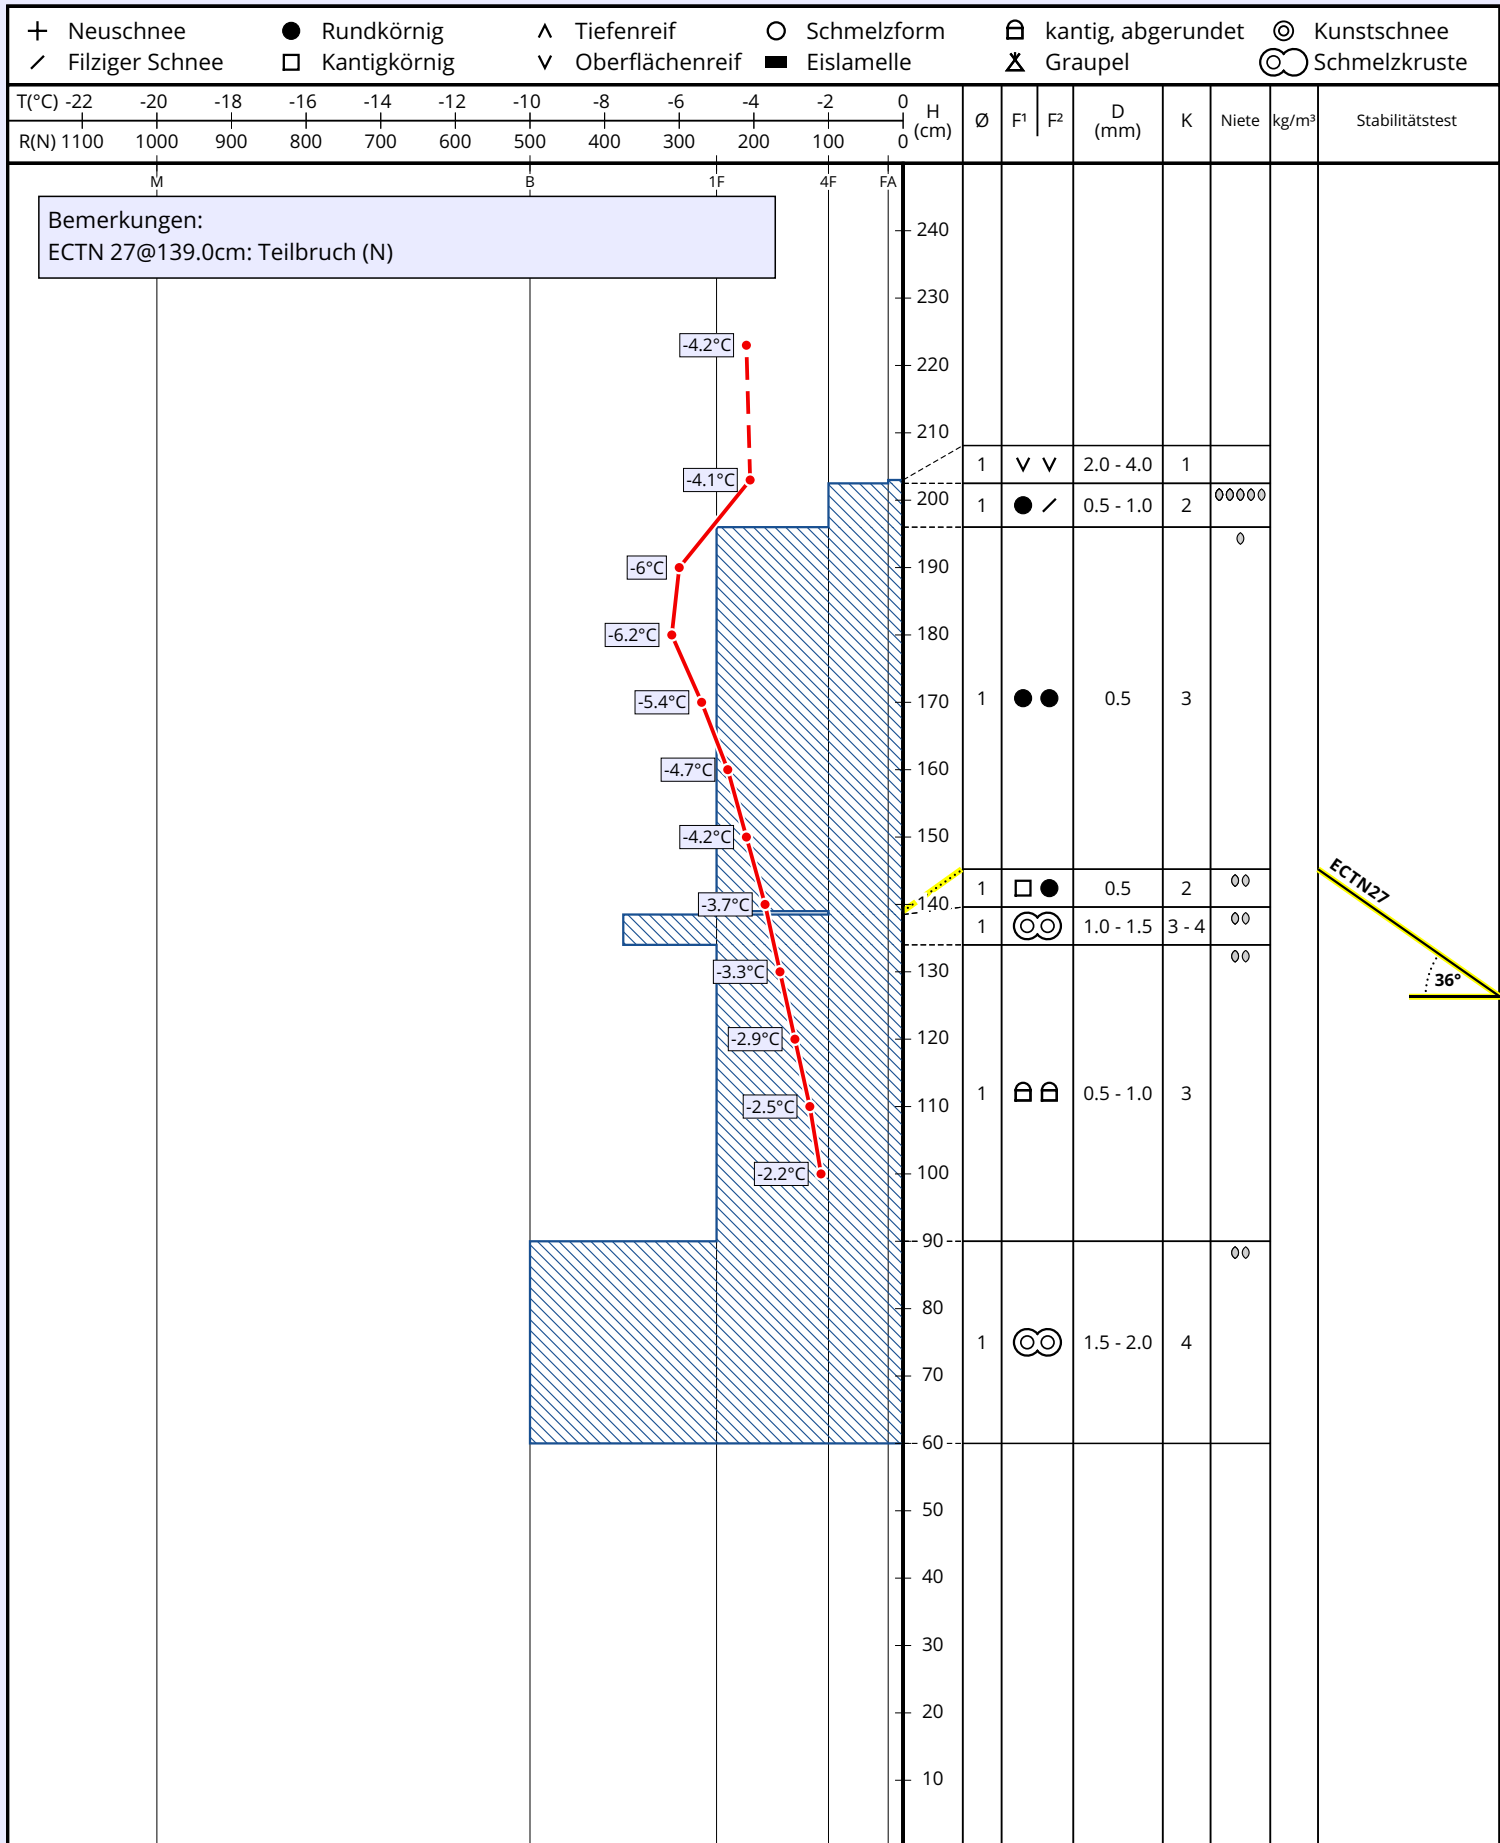 Neuschnee Rundkörnig Tiefenreif Schmelzform kantig, abgerundet Kunstschnee
Filziger Schnee Kantigkörnig Oberflächenreif Eislamelle Graupel Schmelzkruste
T(°C) -22 -20 -18 -16 -14 -12 -10 -8 -6 -4 -2 0
R(N) 1100 1000 900 800 700 600 500 400 300 200 100 0
H (cm) Ø F¹ F² D (mm) K Niete kg/m³ Stabilitätstest
M B 1F 4F FA
Bemerkungen:
ECTN 27@139.0cm: Teilbruch (N)
240
230
-4.2°C
220
210
1 2.0 - 4.0 1
-4.1°C
200
1 0.5 - 1.0 2
190
-6°C
180
-6.2°C
170
-5.4°C
1 0.5 3
160
-4.7°C
150
-4.2°C
1 0.5 2
140
-3.7°C
1 1.0 - 1.5 3 - 4
ECTN27
36°
130
-3.3°C
120
-2.9°C
110
-2.5°C
1 0.5 - 1.0 3
100
-2.2°C
90
80
1 1.5 - 2.0 4
70
60
50
40
30
20
10